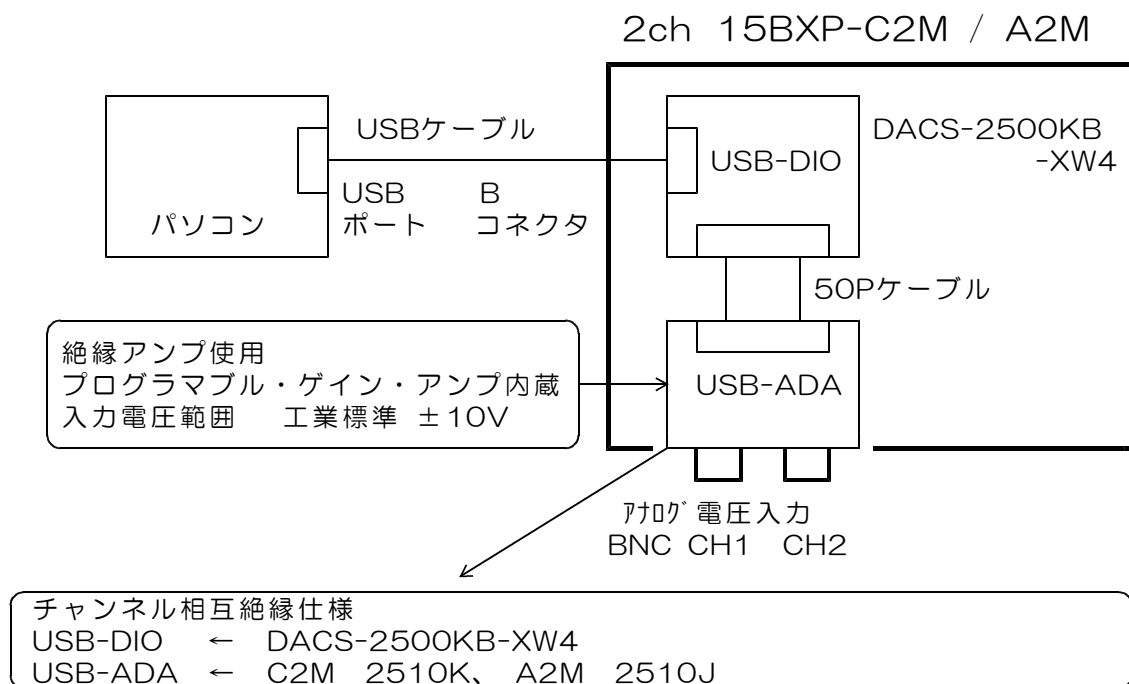 2ch 15BXP-C2M / A2M
USBケーブル
USB-DIO
DACS-2500KB
-XW4
パソコン
USB B
ポート コネクタ
50Pケーブル
絶縁アンプ使用
プログラマブル・ゲイン・アンプ内蔵
入力電圧範囲 工業標準 ±10V
USB-ADA
ｱﾅﾛｸﾞ電圧入力
BNC CH1 CH2
チャンネル相互絶縁仕様
USB-DIO ← DACS-2500KB-XW4
USB-ADA ← C2M 2510K、 A2M 2510J